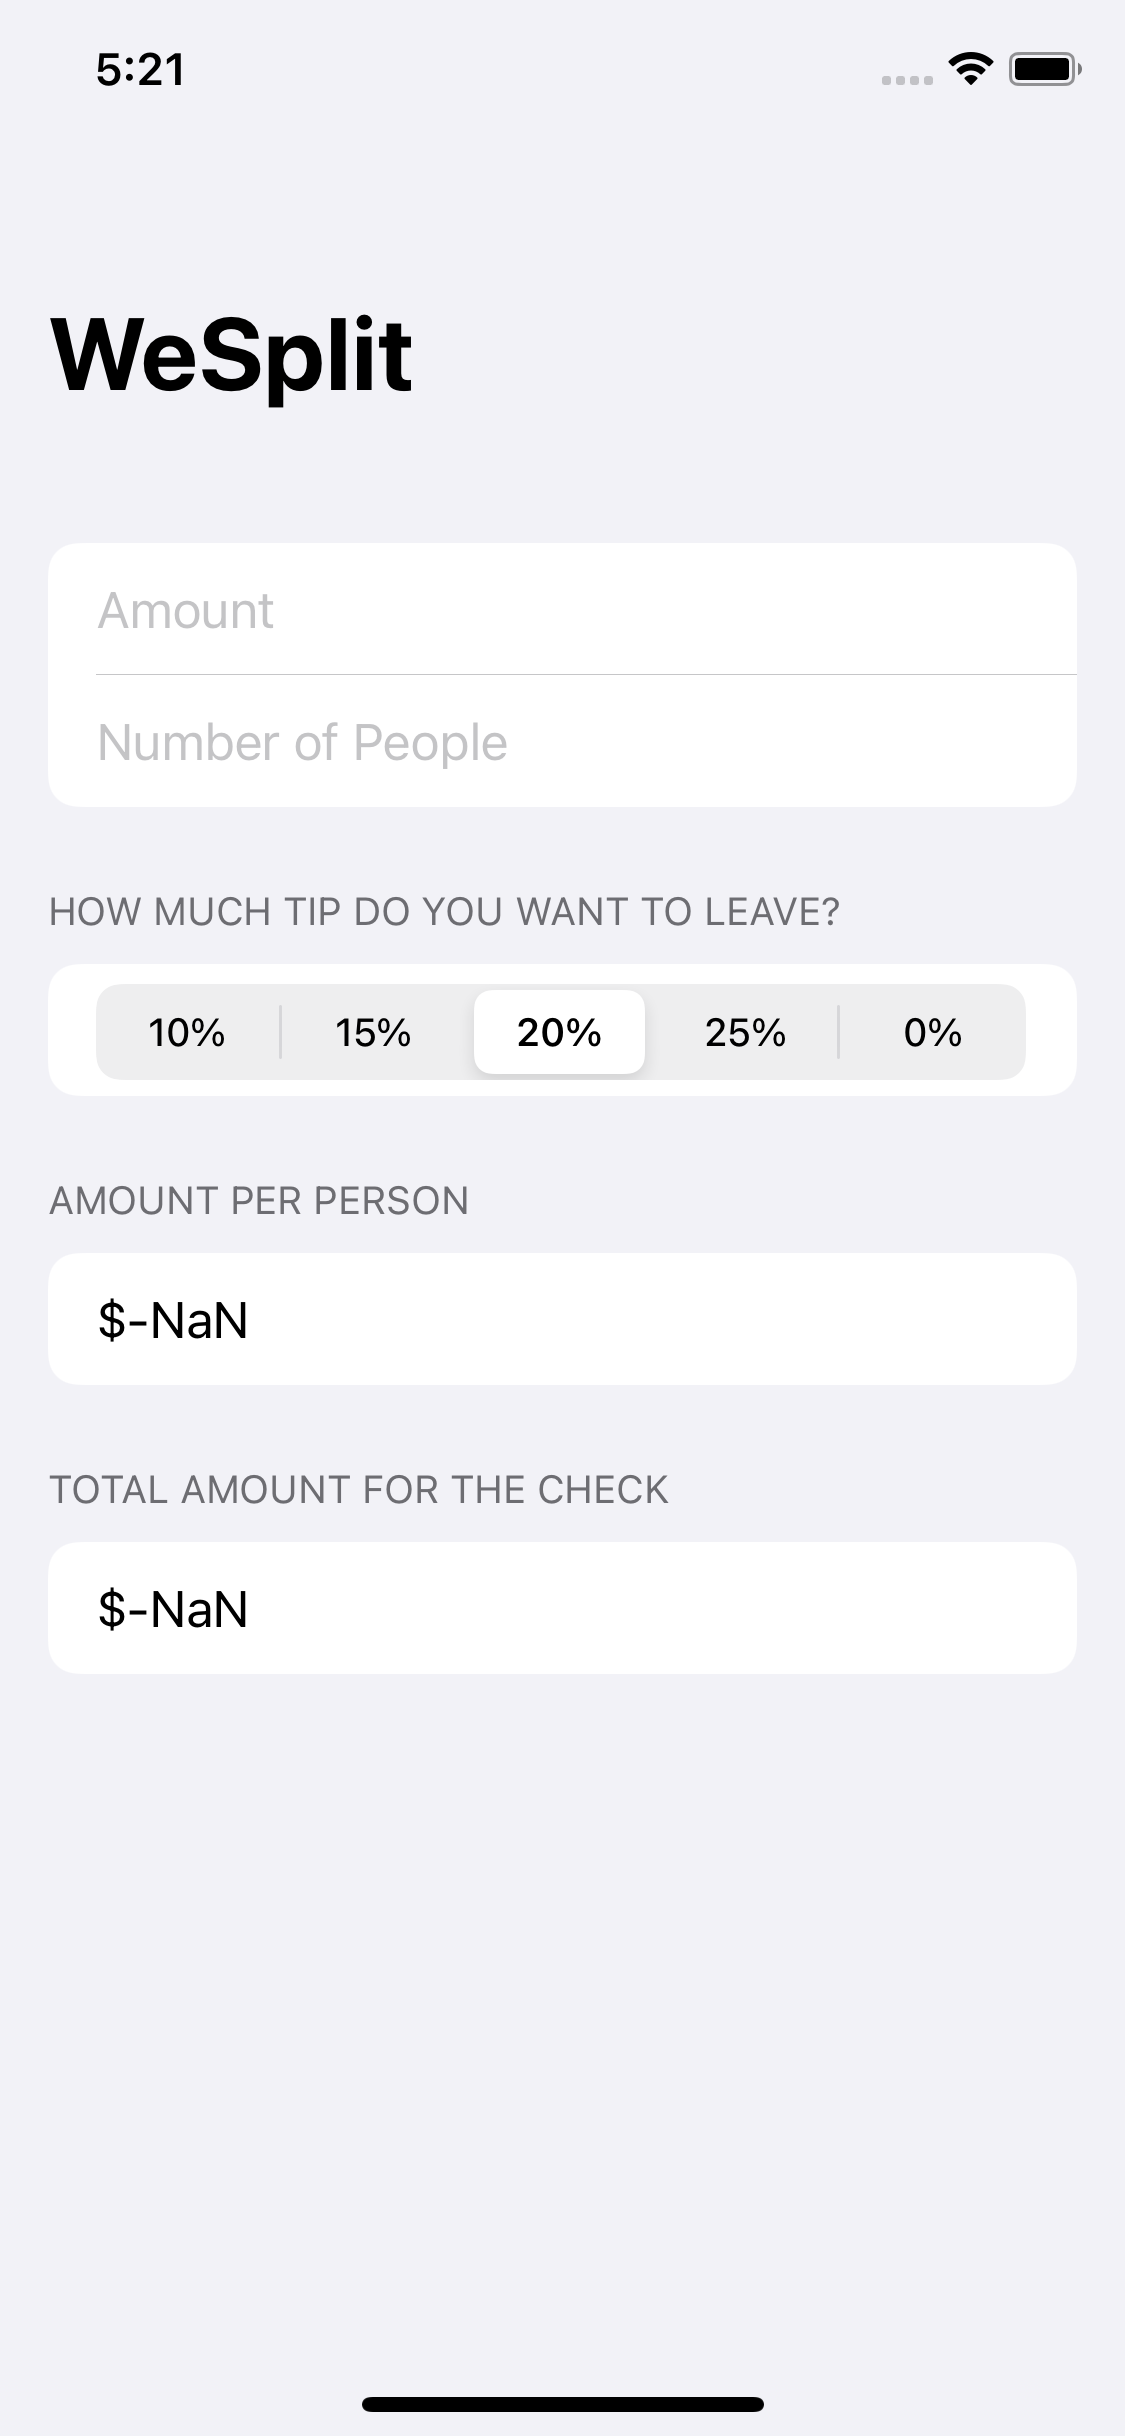 5:21
WeSplit
Amount
Number of People
HOW MUCH TIP DO YOU WANT TO LEAVE?
10% 15% 20% 25% 0%
AMOUNT PER PERSON
$-NaN
TOTAL AMOUNT FOR THE CHECK
$-NaN